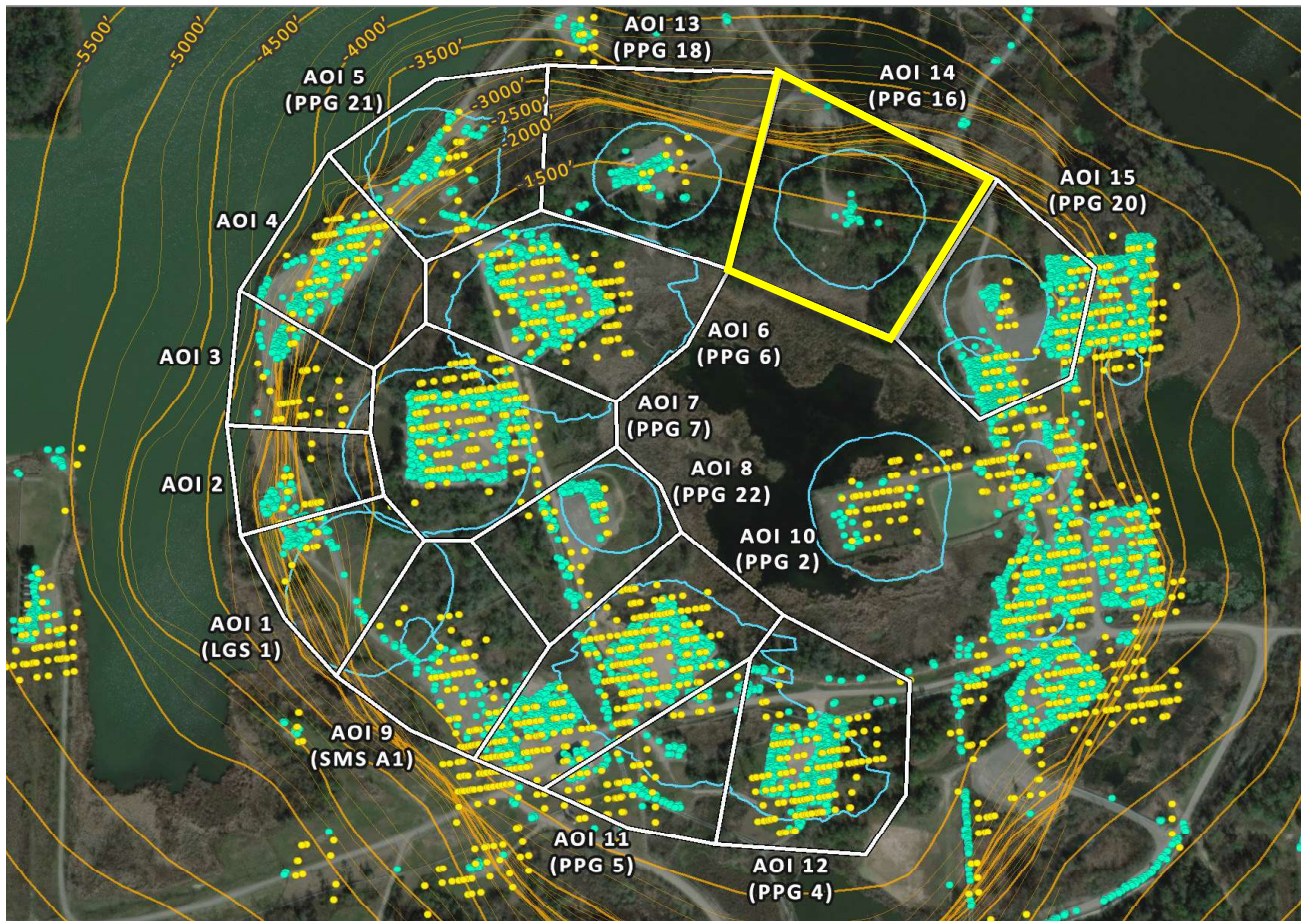 -5500'
-5000'
-4500'
-4000'
-3500'
-3000'
-2500'
-2000'
-1500'
AOI 13
(PPG 18)
AOI 5
(PPG 21)
AOI 14
(PPG 16)
AOI 15
(PPG 20)
AOI 4
AOI 3
AOI 6
(PPG 6)
AOI 7
(PPG 7)
AOI 2
AOI 8
(PPG 22)
AOI 10
(PPG 2)
AOI 1
(LGS 1)
AOI 9
(SMS A1)
AOI 11
(PPG 5)
AOI 12
(PPG 4)